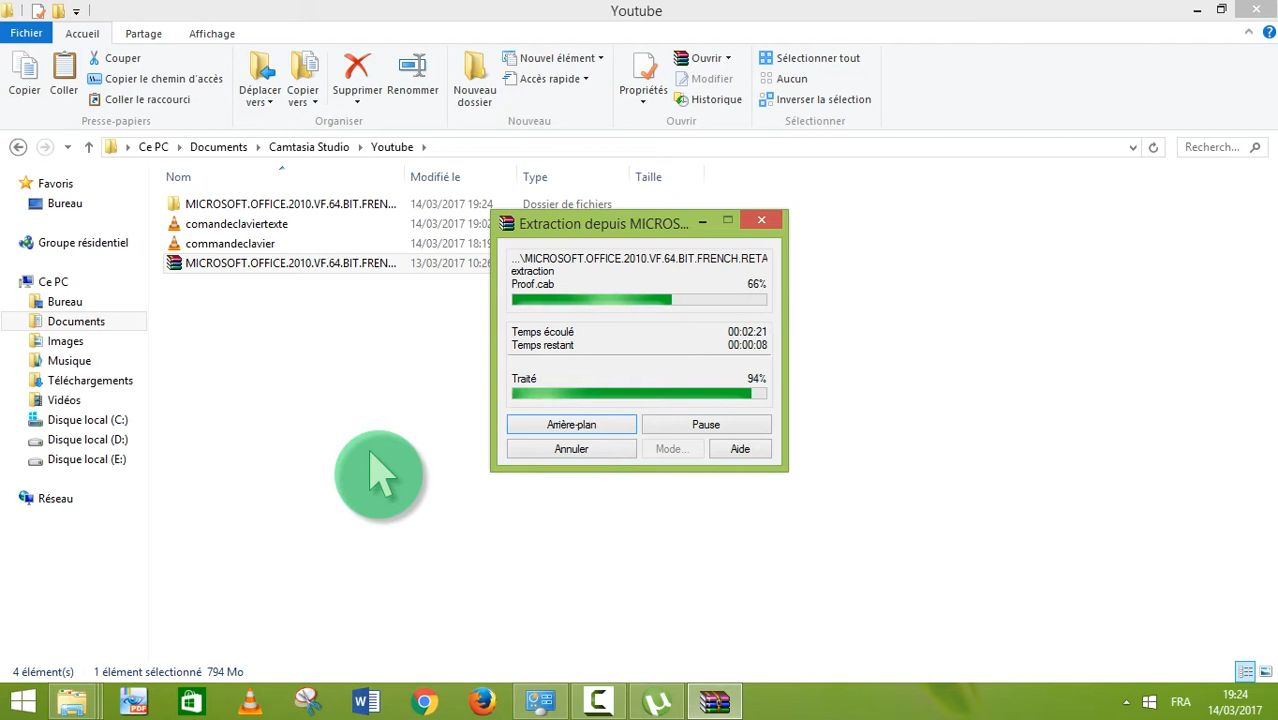 Youtube
Fichier Accueil Partage Affichage
Copier
Coller
Couper
Copier le chemin d'accès
Coller le raccourci
Presse-papiers
Déplacer vers
Copier vers
Supprimer
Renommer
Organiser
Nouveau dossier
Nouvel élément
Accès rapide
Nouveau
Propriétés
Ouvrir
Modifier
Historique
Ouvrir
Sélectionner tout
Aucun
Inverser la sélection
Sélectionner
Ce PC Documents Camtasia Studio Youtube
Recherch...
Favoris
Bureau
Groupe résidentiel
Ce PC
Bureau
Documents
Images
Musique
Téléchargements
Vidéos
Disque local (C:)
Disque local (D:)
Disque local (E:)
Réseau
Nom Modifié le Type Taille
MICROSOFT.OFFICE.2010.VF.64.BIT.FREN... 14/03/2017 19:24 Dossier de fichiers
comandeclaviertexte 14/03/2017 19:02
commandeclavier 14/03/2017 18:19
MICROSOFT.OFFICE.2010.VF.64.BIT.FREN... 13/03/2017 10:26
Extraction depuis MICROS...
...\MICROSOFT.OFFICE.2010.VF.64.BIT.FRENCH.RETA
extraction
Proof.cab 66%
Temps écoulé 00:02:21
Temps restant 00:00:08
Traité 94%
Arrière-plan Pause
Annuler Mode... Aide
4 élément(s) 1 élément sélectionné 794 Mo
FRA
19:24
14/03/2017